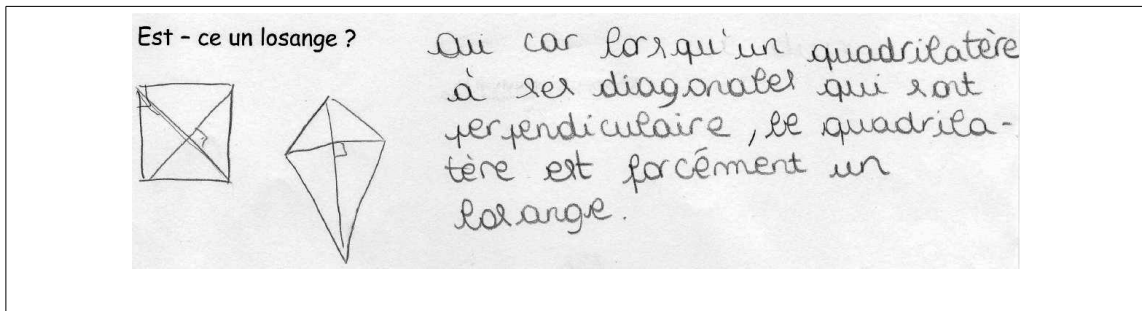 Est - ce un losange ?
Oui car lorsqu'un quadrilatère
à ses diagonales qui sont
perpendiculaire, le quadrila-
tère est forcément un
losange.